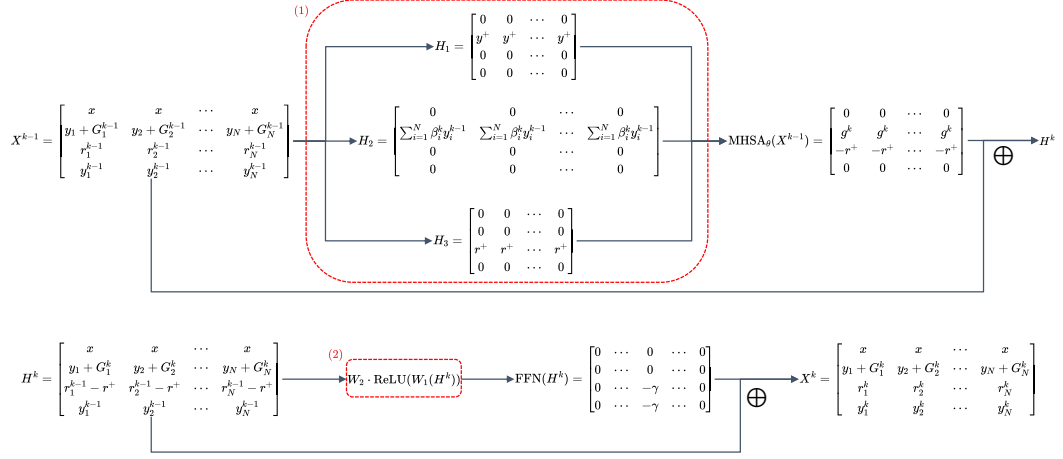 (1)
X^{k-1} = [ x x ⋯ x
y_1 + G_1^{k-1} y_2 + G_2^{k-1} ⋯ y_N + G_N^{k-1}
r_1^{k-1} r_2^{k-1} ⋯ r_N^{k-1}
y_1^{k-1} y_2^{k-1} ⋯ y_N^{k-1} ]
H_1 = [ 0 0 ⋯ 0
y^+ y^+ ⋯ y^+
0 0 ⋯ 0
0 0 ⋯ 0 ]
H_2 = [ 0 0 ⋯ 0
∑_{i=1}^N β_i^k y_i^{k-1} ∑_{i=1}^N β_i^k y_i^{k-1} ⋯ ∑_{i=1}^N β_i^k y_i^{k-1}
0 0 ⋯ 0
0 0 ⋯ 0 ]
H_3 = [ 0 0 ⋯ 0
0 0 ⋯ 0
r^+ r^+ ⋯ r^+
0 0 ⋯ 0 ]
MHSA_θ(X^{k-1}) = [ 0 0 ⋯ 0
g^k g^k ⋯ g^k
-r^+ -r^+ ⋯ -r^+
0 0 ⋯ 0 ]
⊕
H^k
H^k = [ x x ⋯ x
y_1 + G_1^k y_2 + G_2^k ⋯ y_N + G_N^k
r_1^{k-1} - r^+ r_2^{k-1} - r^+ ⋯ r_N^{k-1} - r^+
y_1^{k-1} y_2^{k-1} ⋯ y_N^{k-1} ]
(2)
W_2 · ReLU(W_1(H^k))
FFN(H^k) = [ 0 ⋯ 0 ⋯ 0
0 ⋯ 0 ⋯ 0
0 ⋯ -γ ⋯ 0
0 ⋯ -γ ⋯ 0 ]
⊕
X^k = [ x x ⋯ x
y_1 + G_1^k y_2 + G_2^k ⋯ y_N + G_N^k
r_1^k r_2^k ⋯ r_N^k
y_1^k y_2^k ⋯ y_N^k ]